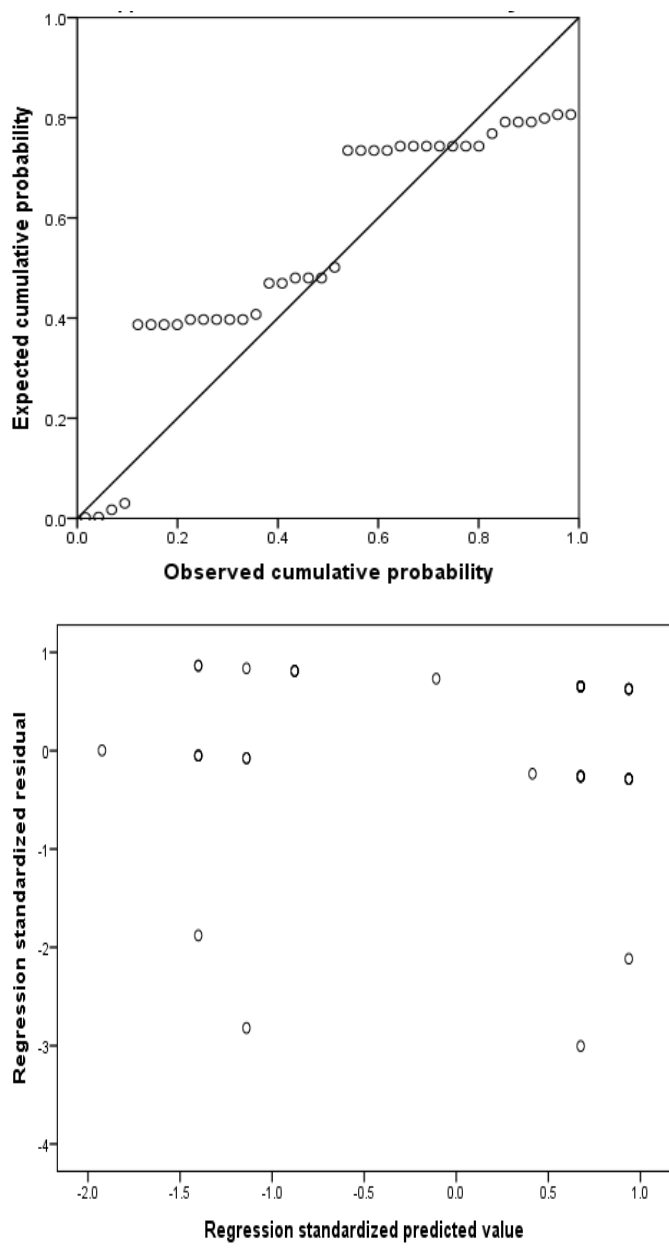 1.0
0.8
0.6
0.4
0.2
0.0
0.0 0.2 0.4 0.6 0.8 1.0
Expected cumulative probability
Observed cumulative probability
1
0
-1
-2
-3
-4
-2.0 -1.5 -1.0 -0.5 0.0 0.5 1.0
Regression standardized residual
Regression standardized predicted value